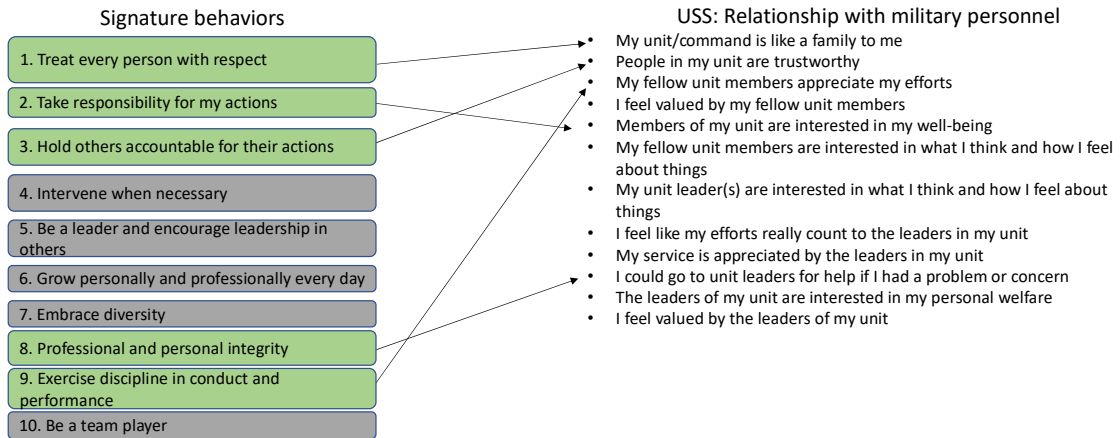 Signature behaviors
1. Treat every person with respect
2. Take responsibility for my actions
3. Hold others accountable for their actions
4. Intervene when necessary
5. Be a leader and encourage leadership in
others
6. Grow personally and professionally every day
7. Embrace diversity
8. Professional and personal integrity
9. Exercise discipline in conduct and
performance
10. Be a team player
USS: Relationship with military personnel
• My unit/command is like a family to me
• People in my unit are trustworthy
• My fellow unit members appreciate my efforts
• I feel valued by my fellow unit members
• Members of my unit are interested in my well-being
• My fellow unit members are interested in what I think and how I feel
about things
• My unit leader(s) are interested in what I think and how I feel about
things
• I feel like my efforts really count to the leaders in my unit
• My service is appreciated by the leaders in my unit
• I could go to unit leaders for help if I had a problem or concern
• The leaders of my unit are interested in my personal welfare
• I feel valued by the leaders of my unit